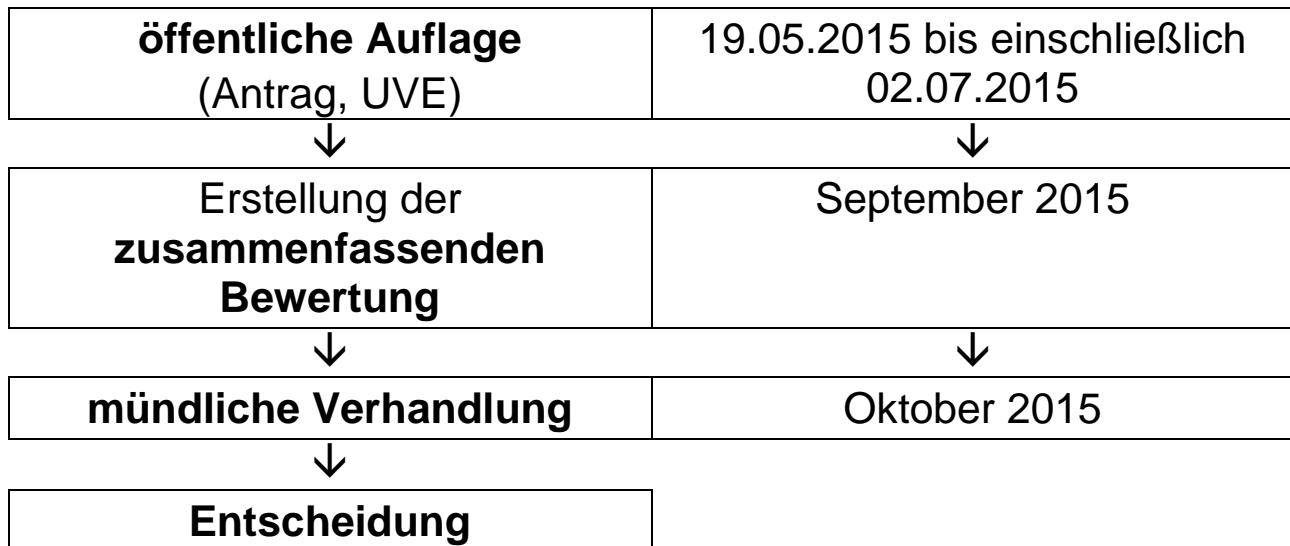 öffentliche Auflage
(Antrag, UVE)
19.05.2015 bis einschließlich
02.07.2015
Erstellung der
zusammenfassenden
Bewertung
September 2015
mündliche Verhandlung
Oktober 2015
Entscheidung